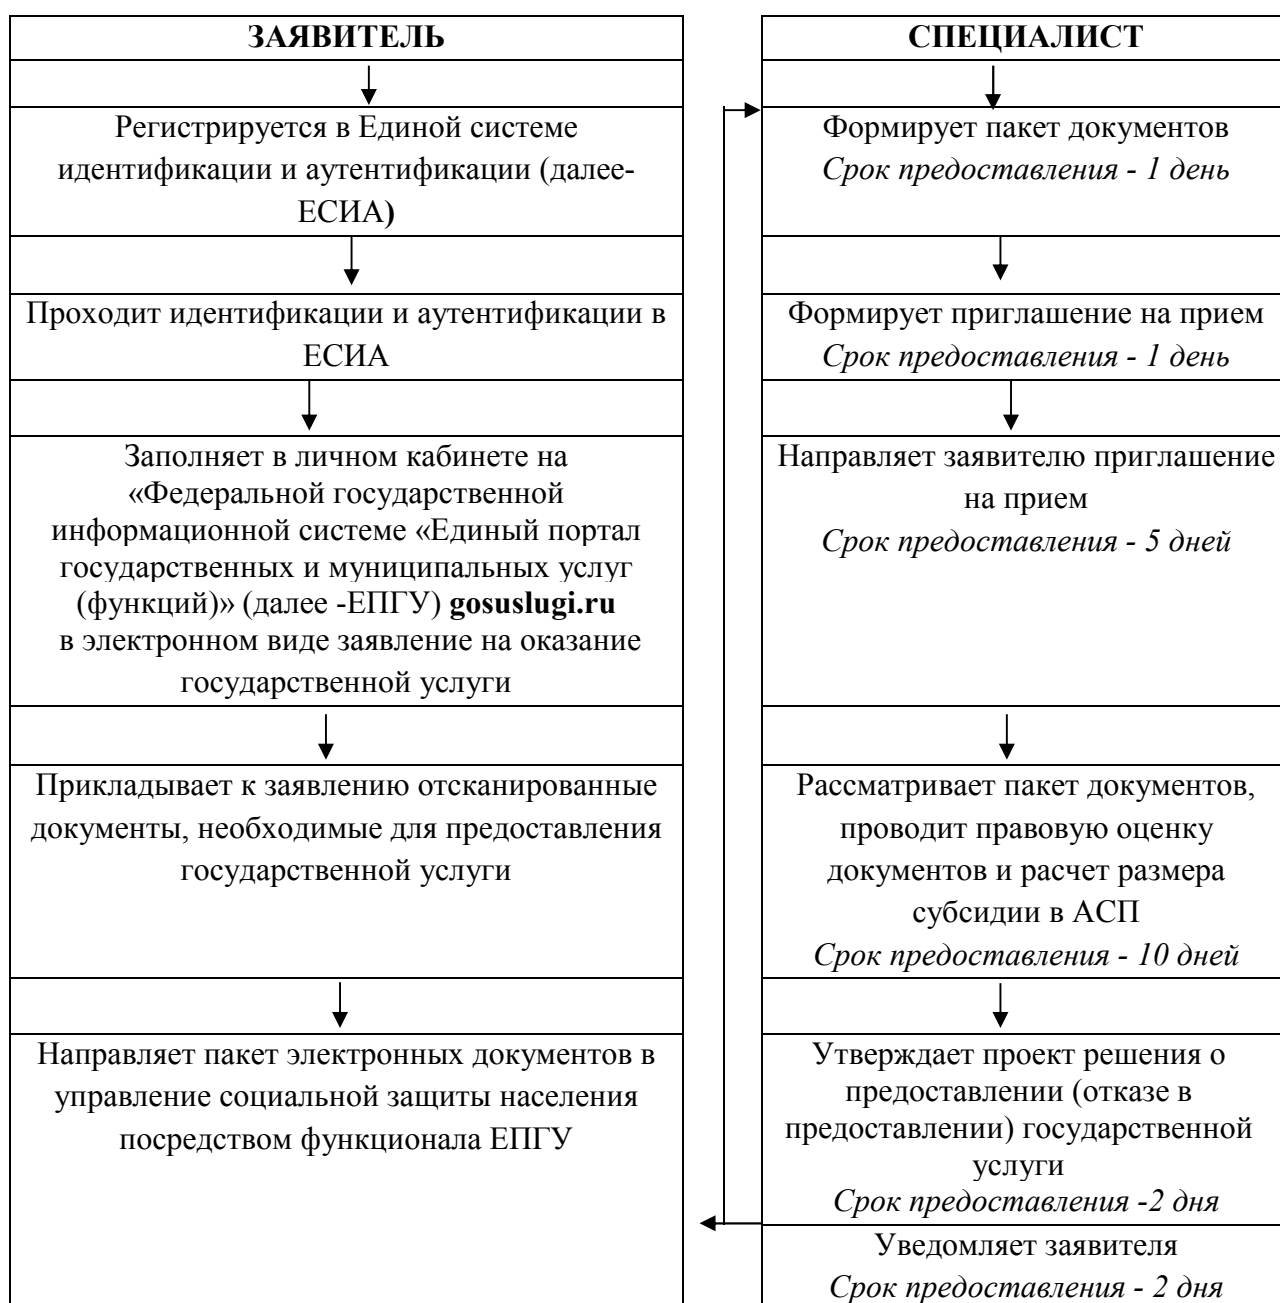 ЗАЯВИТЕЛЬ
Регистрируется в Единой системе
идентификации и аутентификации (далее-
ЕСИА)
Проходит идентификации и аутентификации в
ЕСИА
Заполняет в личном кабинете на
«Федеральной государственной
информационной системе «Единый портал
государственных и муниципальных услуг
(функций)» (далее -ЕПГУ) gosuslugi.ru
в электронном виде заявление на оказание
государственной услуги
Прикладывает к заявлению отсканированные
документы, необходимые для предоставления
государственной услуги
Направляет пакет электронных документов в
управление социальной защиты населения
посредством функционала ЕПГУ
СПЕЦИАЛИСТ
Формирует пакет документов
Срок предоставления - 1 день
Формирует приглашение на прием
Срок предоставления - 1 день
Направляет заявителю приглашение
на прием
Срок предоставления - 5 дней
Рассматривает пакет документов,
проводит правовую оценку
документов и расчет размера
субсидии в АСП
Срок предоставления - 10 дней
Утверждает проект решения о
предоставлении (отказе в
предоставлении) государственной
услуги
Срок предоставления -2 дня
Уведомляет заявителя
Срок предоставления - 2 дня